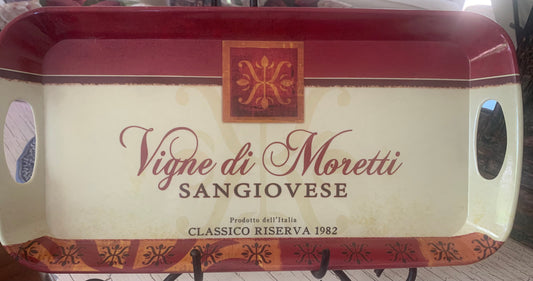 Vigne di Moretti
SANGIOVESE
Prodotto dell'Italia
CLASSICO RISERVA 1982